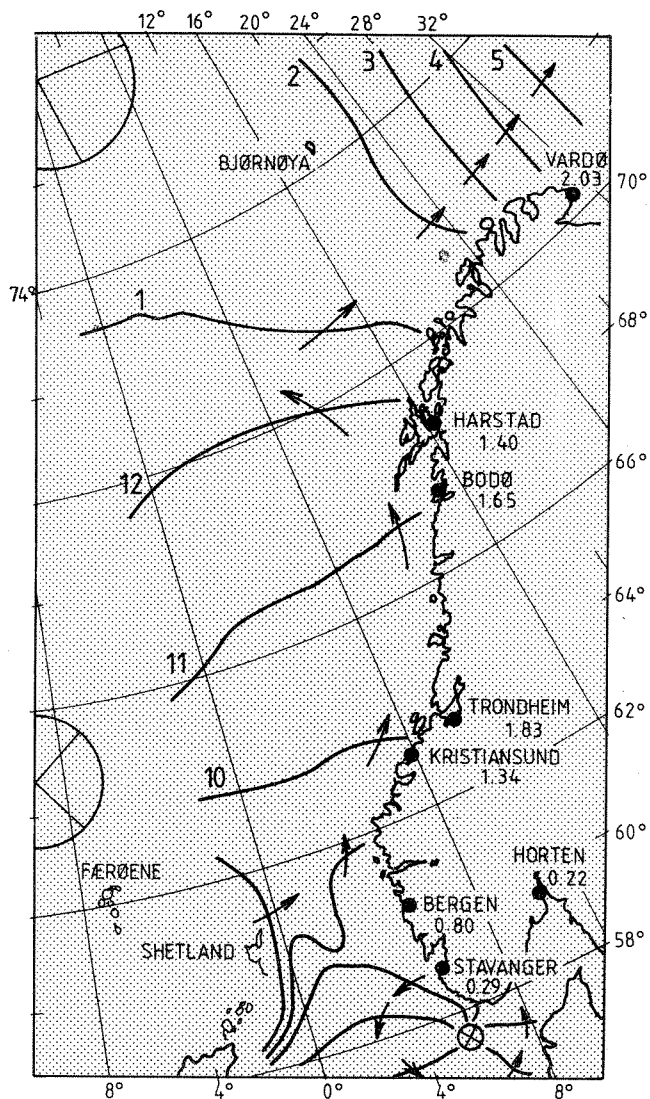 12° 16° 20° 24° 28° 32°
2 3 4 5
BJØRNØYA
VARDØ
2.03
70°
74°
1
68°
HARSTAD
1.40
66°
12
BODØ
1.65
64°
11
62°
TRONDHEIM
1.83
KRISTIANSUND
1.34
10
60°
HORTEN
0.22
FÆRØENE
BERGEN
0.80
58°
SHETLAND
STAVANGER
0.29
8° 4° 0° 4° 8°